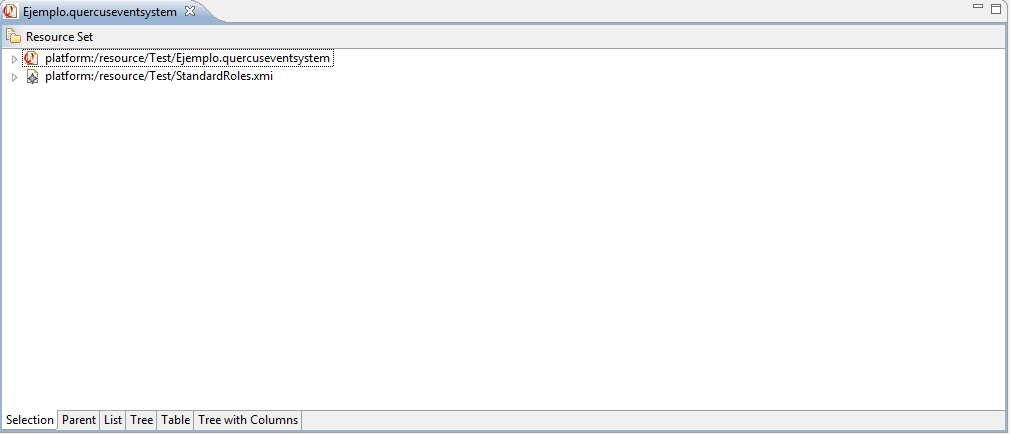 Ejemplo.quercuseventsystem
Resource Set
platform:/resource/Test/Ejemplo.quercuseventsystem
platform:/resource/Test/StandardRoles.xmi
Selection Parent List Tree Table Tree with Columns